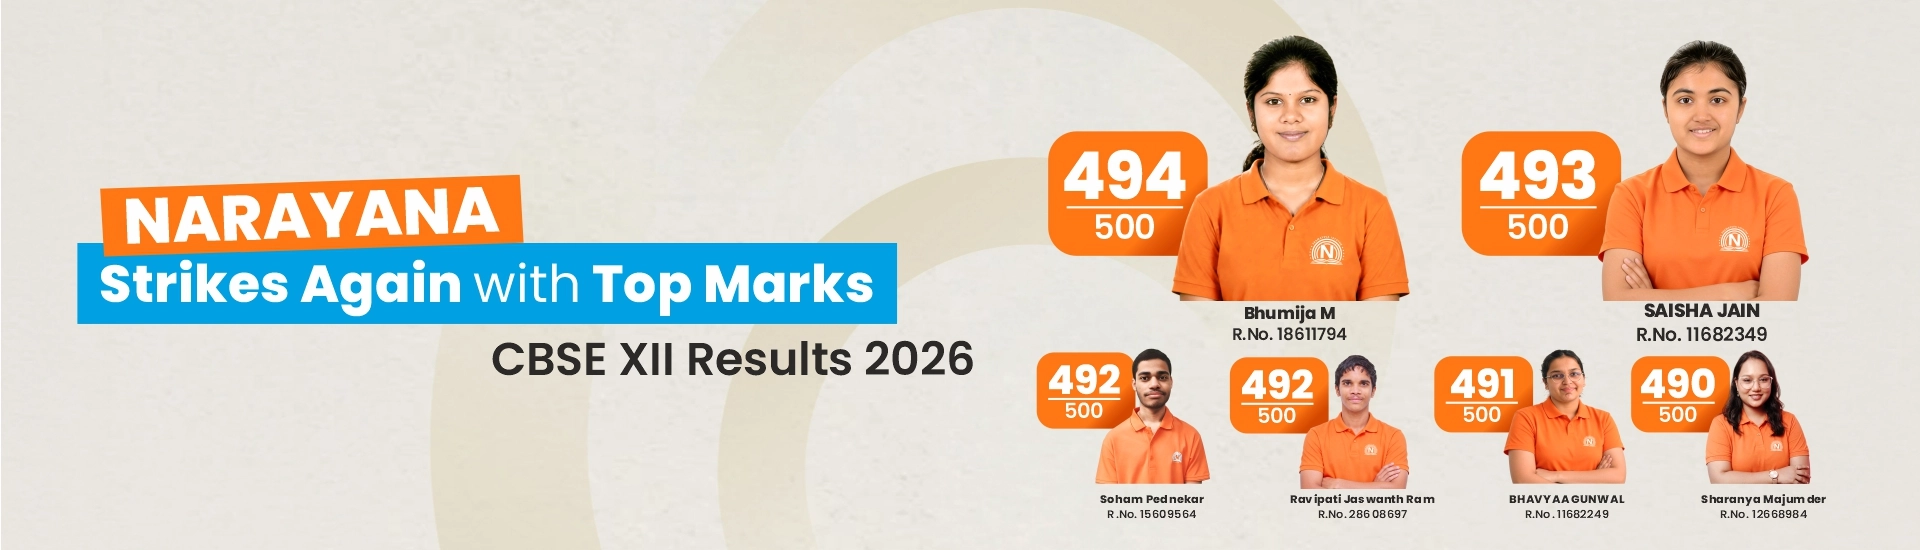 NARAYANA
Strikes Again with Top Marks
CBSE XII Results 2026
494
500
Bhumija M
R.No. 18611794
493
500
SAISHA JAIN
R.No. 11682349
492
500
Soham Pednekar
R.No. 15609564
492
500
Ravipati Jaswanth Ram
R.No. 28608697
491
500
BHAVYA AGUNWAL
R.No. 11682249
490
500
Sharanya Majumder
R.No. 12668984
N
N
N
N
N
N